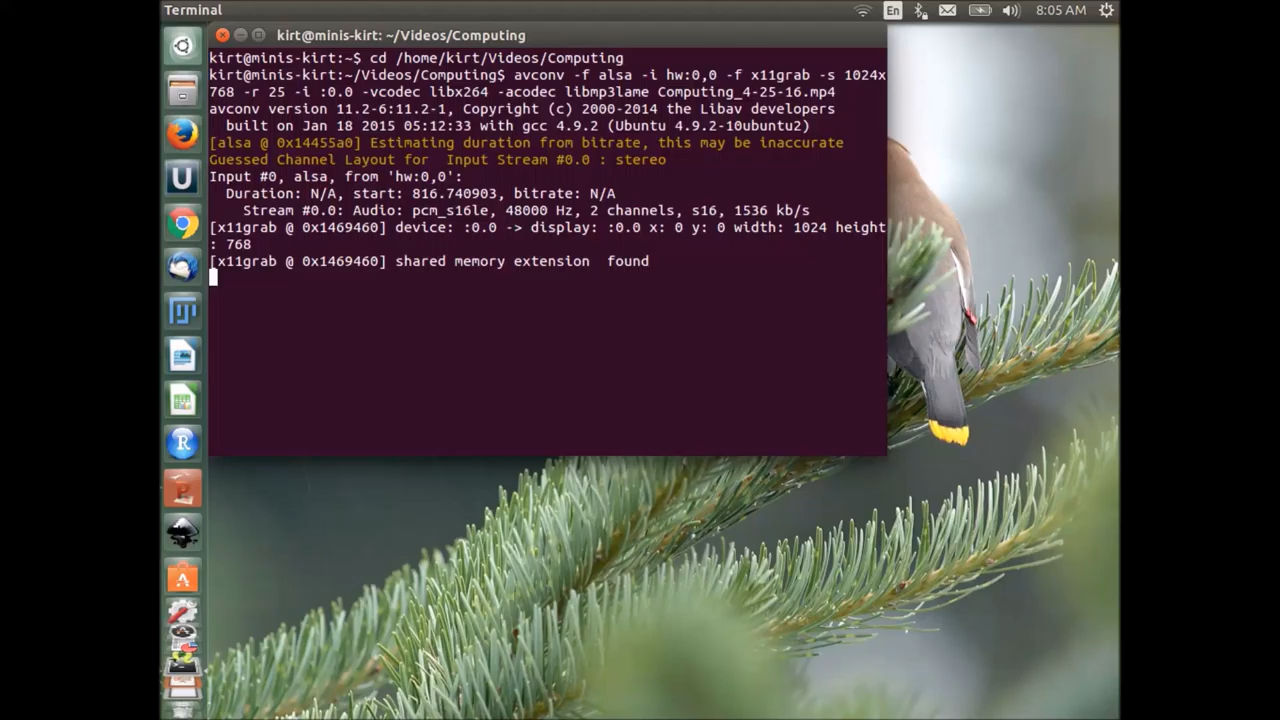 Terminal
En
8:05 AM
kirt@minis-kirt: ~/Videos/Computing
kirt@minis-kirt:~$ cd /home/kirt/Videos/Computing
kirt@minis-kirt:~/Videos/Computing$ avconv -f alsa -i hw:0,0 -f x11grab -s 1024x
768 -r 25 -i :0.0 -vcodec libx264 -acodec libmp3lame Computing_4-25-16.mp4
avconv version 11.2-6:11.2-1, Copyright (c) 2000-2014 the Libav developers
  built on Jan 18 2015 05:12:33 with gcc 4.9.2 (Ubuntu 4.9.2-10ubuntu2)
[alsa @ 0x14455a0] Estimating duration from bitrate, this may be inaccurate
Guessed Channel Layout for  Input Stream #0.0 : stereo
Input #0, alsa, from 'hw:0,0':
  Duration: N/A, start: 816.740903, bitrate: N/A
    Stream #0.0: Audio: pcm_s16le, 48000 Hz, 2 channels, s16, 1536 kb/s
[x11grab @ 0x1469460] device: :0.0 -> display: :0.0 x: 0 y: 0 width: 1024 height
: 768
[x11grab @ 0x1469460] shared memory extension  found
U
R
P
A